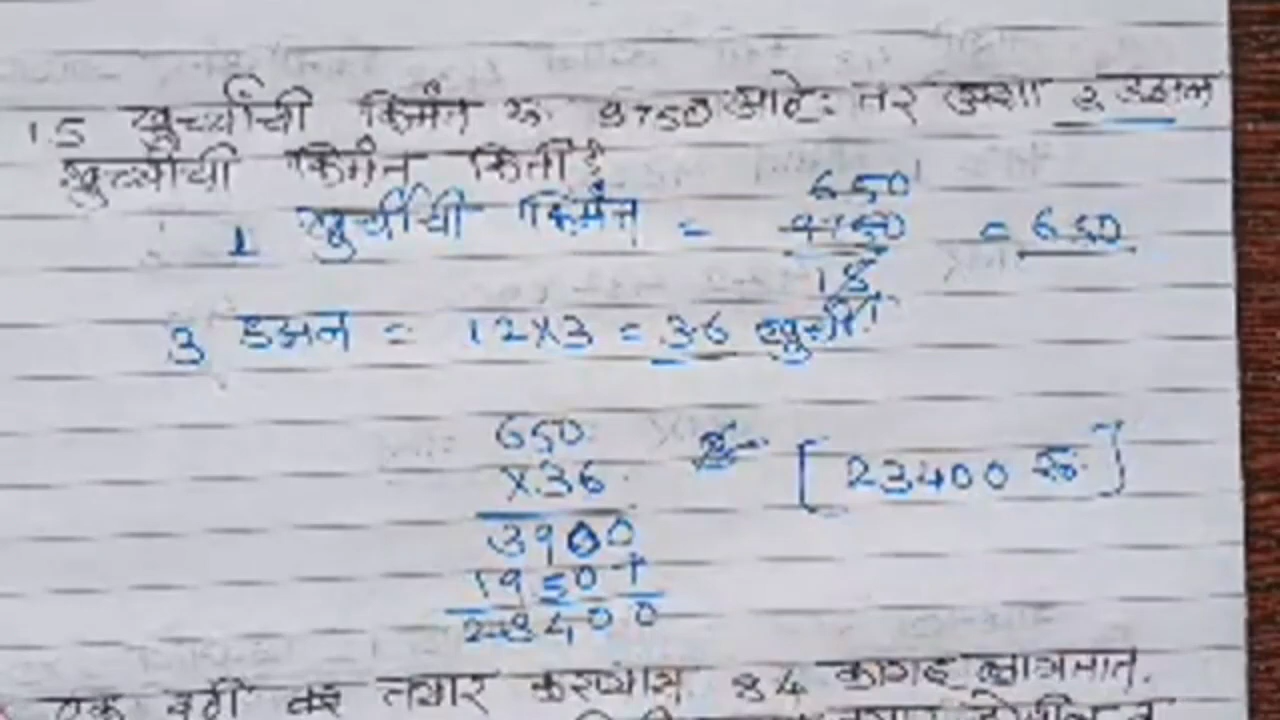 15 खुर्च्यांची किंमत रु. 9750 आहे. तर अशा 3 डझन
खुर्च्यांची किंमत किती?
650
1 खुर्चीची किंमत = 9750 = 650
15
3 डझन = 12×3 = 36 खुर्ची
650
×36 [23400 रु.]
3900
1950+
23400
एक वही तयार करण्यास 84 कागद लागतात.